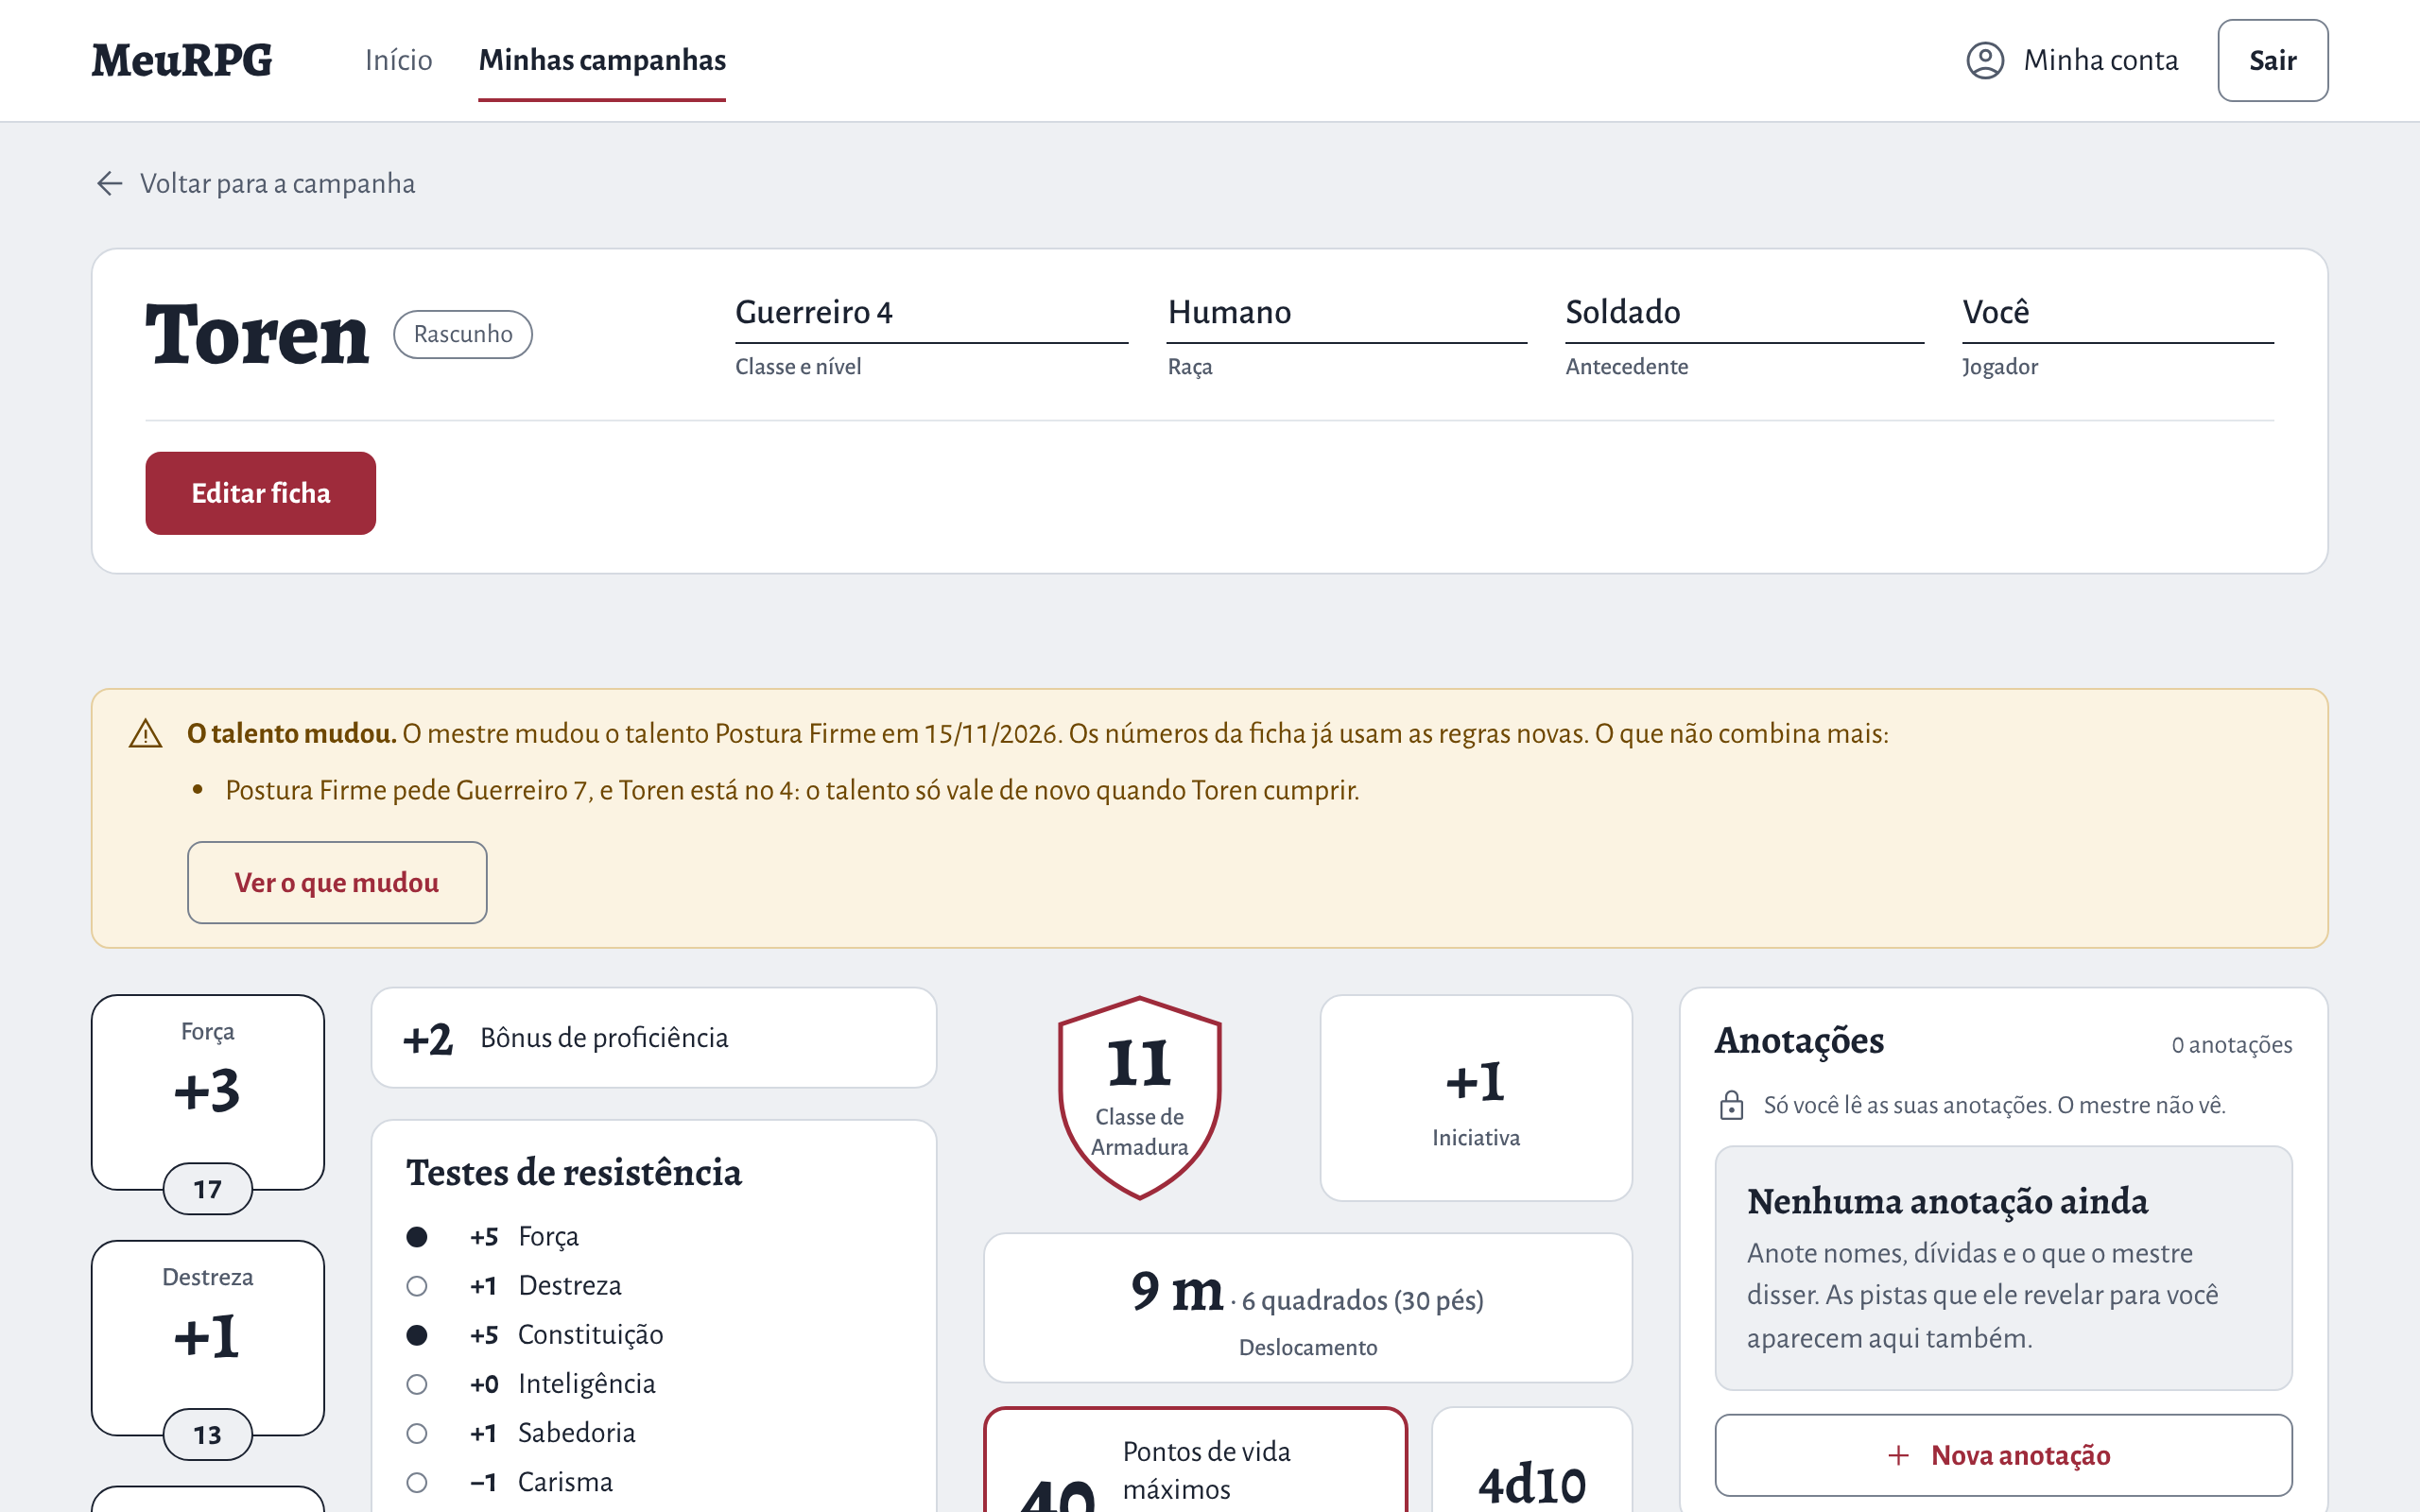 MeuRPG
Início
Minhas campanhas
Minha conta
Sair
Voltar para a campanha
Toren
Rascunho
Guerreiro 4
Classe e nível
Humano
Raça
Soldado
Antecedente
Você
Jogador
Editar ficha
O talento mudou. O mestre mudou o talento Postura Firme em 15/11/2026. Os números da ficha já usam as regras novas. O que não combina mais:
• Postura Firme pede Guerreiro 7, e Toren está no 4: o talento só vale de novo quando Toren cumprir.
Ver o que mudou
Força
+3
17
Destreza
+1
13
+2 Bônus de proficiência
Testes de resistência
+5 Força
+1 Destreza
+5 Constituição
+0 Inteligência
+1 Sabedoria
−1 Carisma
11
Classe de
Armadura
+1
Iniciativa
9 m · 6 quadrados (30 pés)
Deslocamento
40
Pontos de vida
máximos
4d10
Anotações
0 anotações
Só você lê as suas anotações. O mestre não vê.
Nenhuma anotação ainda
Anote nomes, dívidas e o que o mestre
disser. As pistas que ele revelar para você
aparecem aqui também.
+ Nova anotação